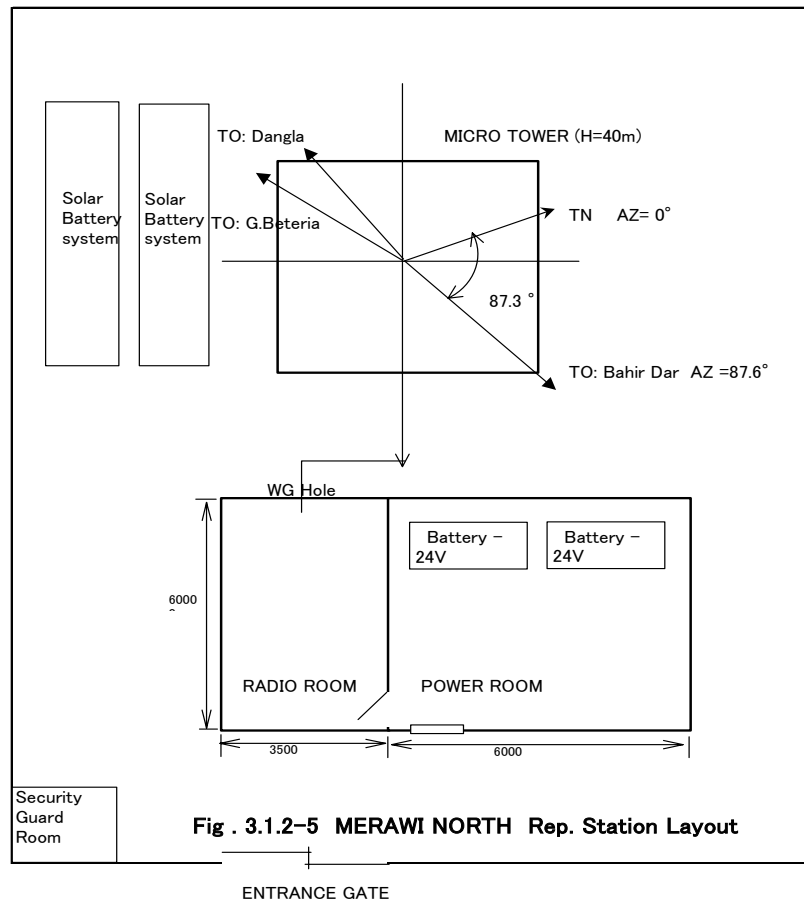 TO: Dangla
MICRO TOWER (H=40m)
Solar
Battery
system
Solar
Battery
system
TO: G.Beteria
TN AZ= 0°
87.3 °
TO: Bahir Dar AZ =87.6°
WG Hole
Battery -
24V
Battery -
24V
6000
RADIO ROOM
POWER ROOM
3500
6000
Security
Guard
Room
Fig . 3.1.2-5 MERAWI NORTH Rep. Station Layout
ENTRANCE GATE